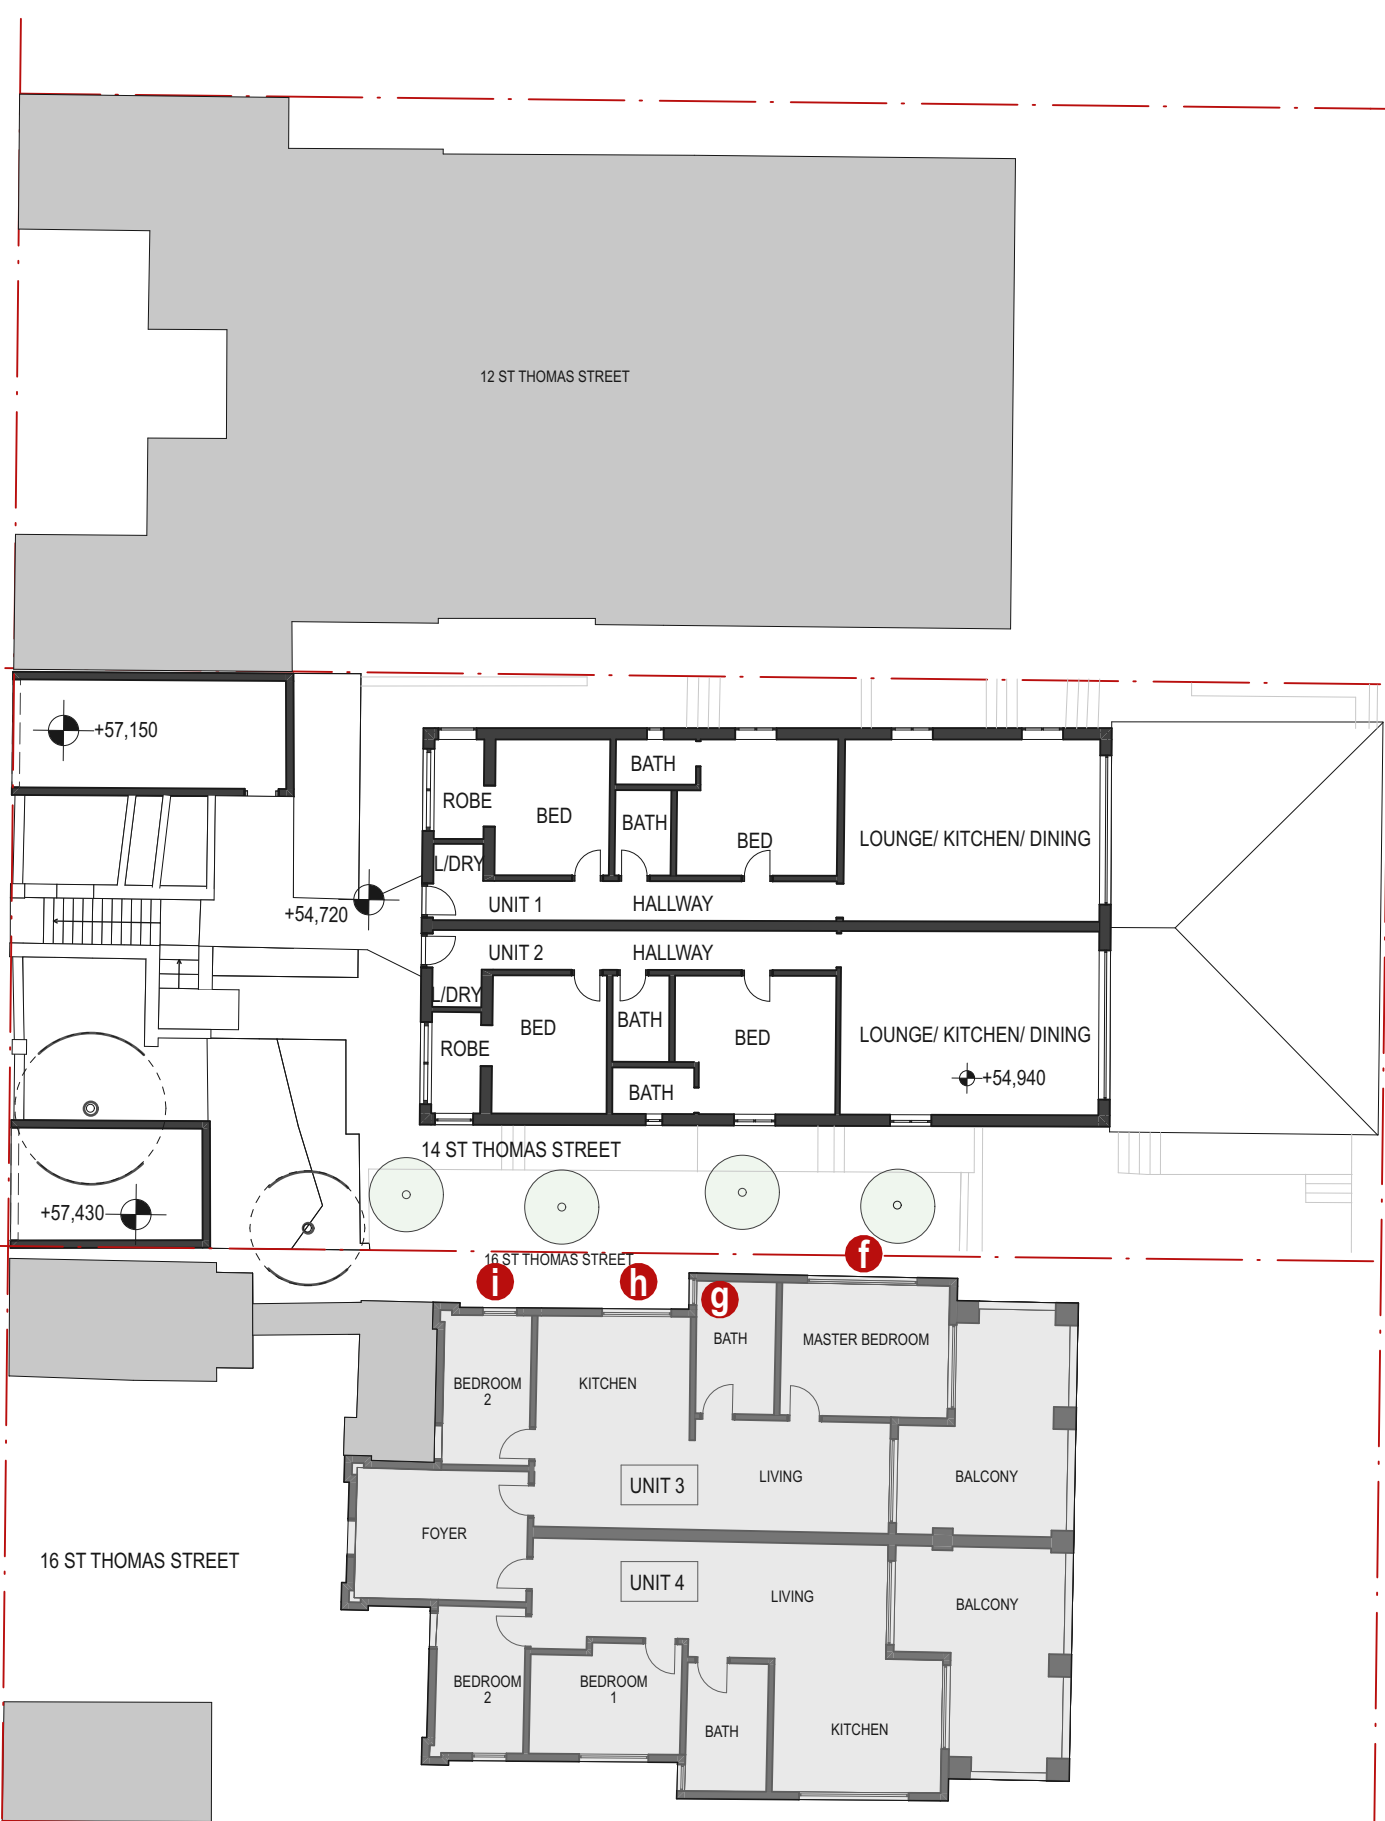 12 ST THOMAS STREET
+57,150
BATH
ROBE
BED
BATH
BED
LOUNGE/ KITCHEN/ DINING
L/DRY
+54,720
UNIT 1
HALLWAY
UNIT 2
HALLWAY
L/DRY
BED
BATH
BED
LOUNGE/ KITCHEN/ DINING
ROBE
+54,940
BATH
14 ST THOMAS STREET
+57,430
16 ST THOMAS STREET
f
i
h
g
BATH
MASTER BEDROOM
BEDROOM
2
KITCHEN
UNIT 3
LIVING
BALCONY
FOYER
16 ST THOMAS STREET
UNIT 4
LIVING
BALCONY
BEDROOM
2
BEDROOM
1
BATH
KITCHEN